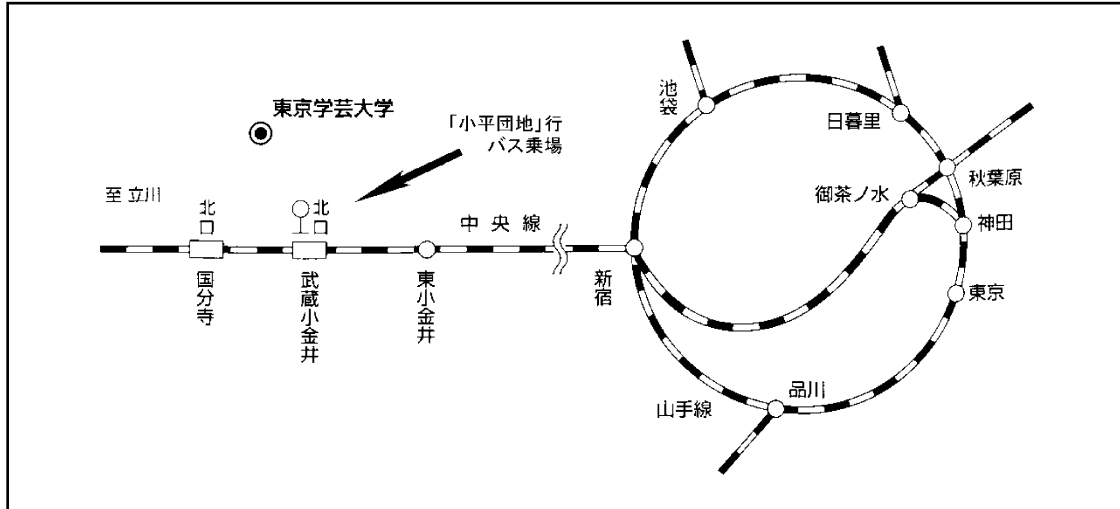 東京学芸大学
「小平団地」行
バス乗場
至 立川
北口
北口
中央線
国分寺
武蔵小金井
東小金井
新宿
池袋
日暮里
秋葉原
御茶ノ水
神田
東京
品川
山手線